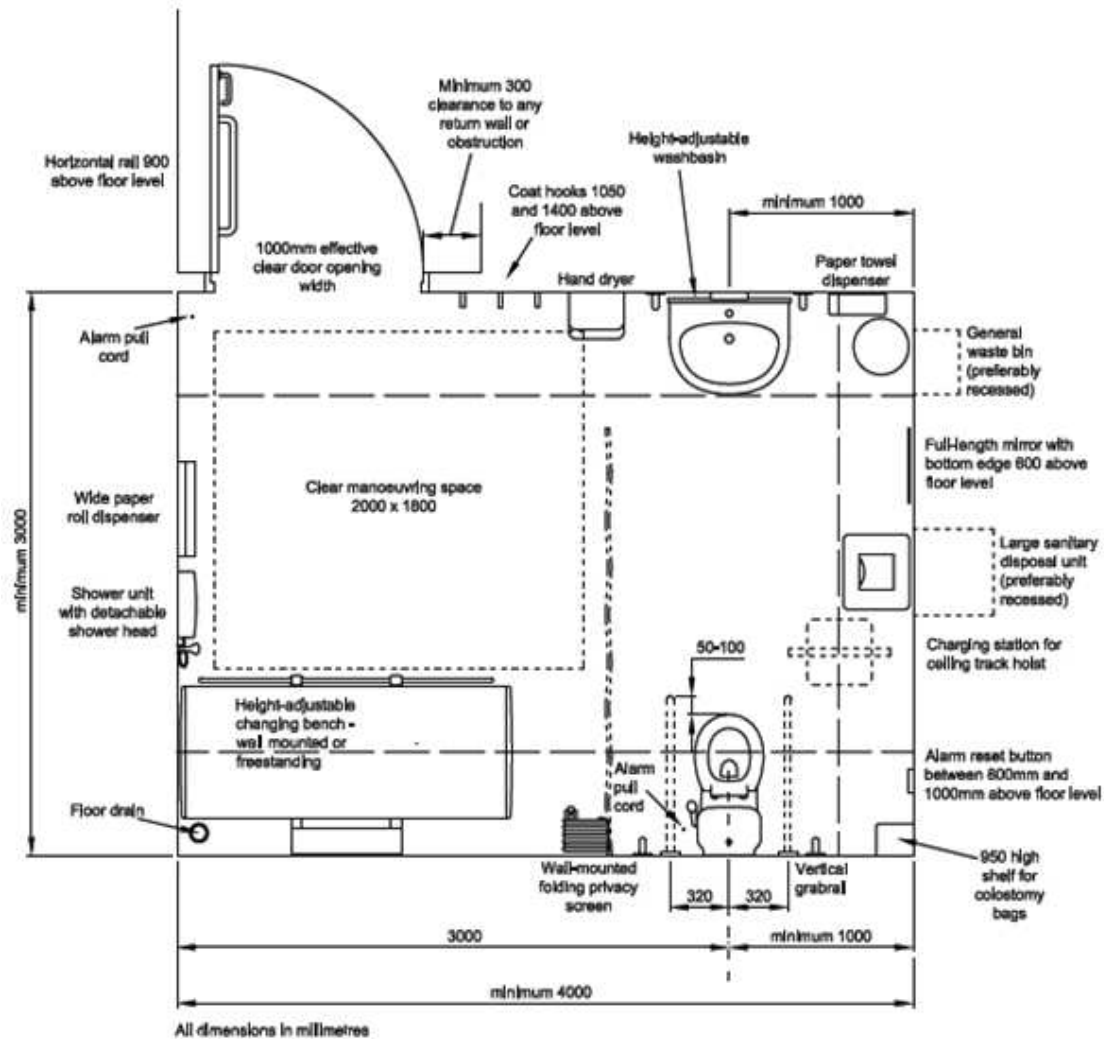 Minimum 300
clearance to any
return wall or
obstruction
Height-adjustable
washbasin
Horizontal rail 900
above floor level
Coat hooks 1050
and 1400 above
floor level
minimum 1000
1000mm effective
clear door opening
width
Hand dryer
Paper towel
dispenser
Alarm pull
cord
General
waste bin
(preferably
recessed)
Full-length mirror with
bottom edge 600 above
floor level
Clear manoeuvring space
2000 x 1800
Wide paper
roll dispenser
minimum 3000
Large sanitary
disposal unit
(preferably
recessed)
Shower unit
with detachable
shower head
50-100
Charging station for
ceiling track hoist
Height-adjustable
changing bench -
wall mounted or
freestanding
Alarm
pull
cord
Alarm reset button
between 800mm and
1000mm above floor level
Floor drain
Wall-mounted
folding privacy
screen
320
320
Vertical
grabrail
950 high
shelf for
colostomy
bags
3000
minimum 1000
minimum 4000
All dimensions in millimetres